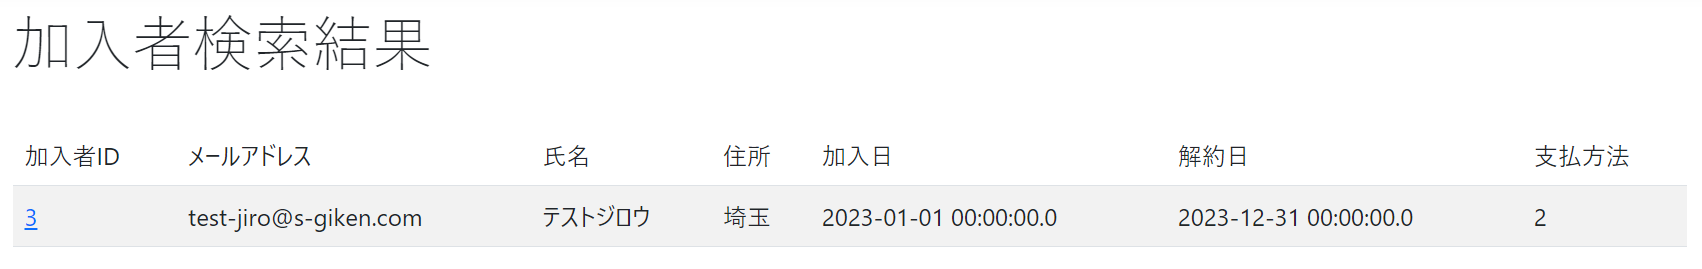 加入者検索結果
加入者ID メールアドレス 氏名 住所 加入日 解約日 支払方法
3 test-jiro@s-giken.com テストジロウ 埼玉 2023-01-01 00:00:00.0 2023-12-31 00:00:00.0 2